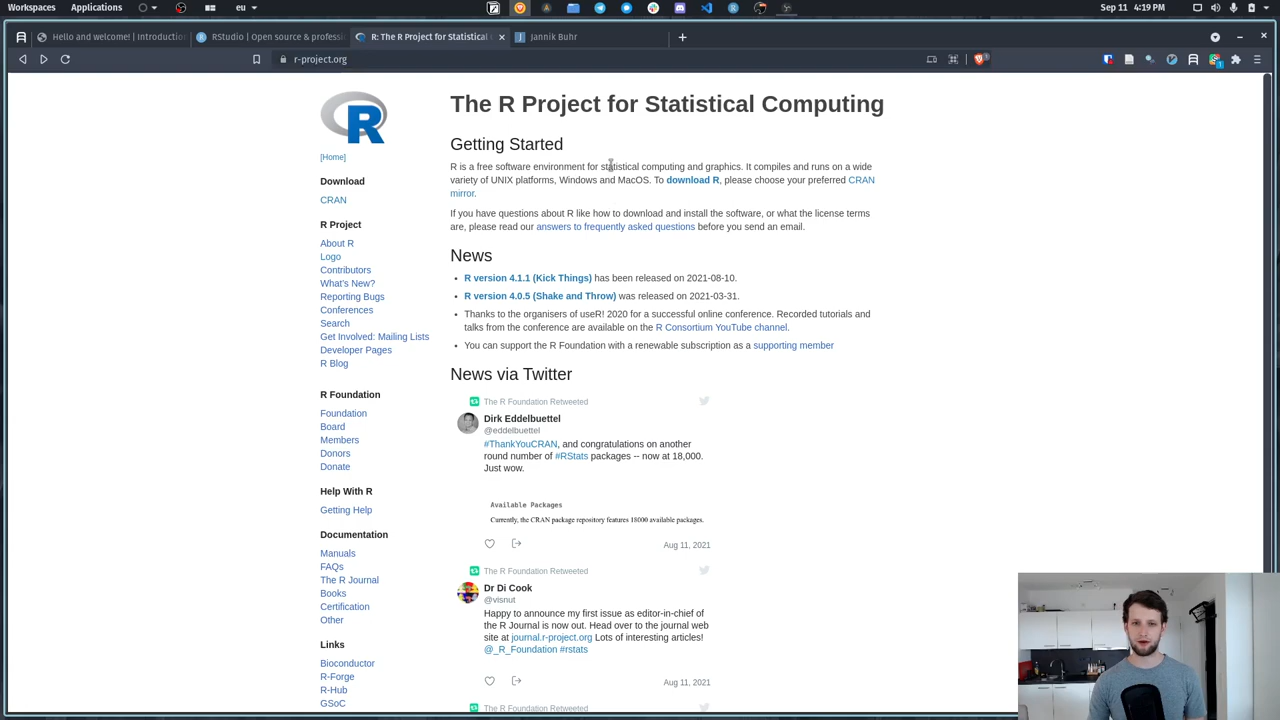 Workspaces
Applications
Hello and welcome! | Introductio
RStudio | Open source & profess
R: The R Project for Statistical C
Jannik Buhr
r-project.org
[Home]
Download
CRAN
R Project
About R
Logo
Contributors
What's New?
Reporting Bugs
Conferences
Search
Get Involved: Mailing Lists
Developer Pages
R Blog
R Foundation
Foundation
Board
Members
Donors
Donate
Help With R
Getting Help
Documentation
Manuals
FAQs
The R Journal
Books
Certification
Other
Links
Bioconductor
R-Forge
R-Hub
GSoC
The R Project for Statistical Computing
Getting Started
R is a free software environment for statistical computing and graphics. It compiles and runs on a wide
variety of UNIX platforms, Windows and MacOS. To download R, please choose your preferred CRAN
mirror.
If you have questions about R like how to download and install the software, or what the license terms
are, please read our answers to frequently asked questions before you send an email.
News
• R version 4.1.1 (Kick Things) has been released on 2021-08-10.
• R version 4.0.5 (Shake and Throw) was released on 2021-03-31.
• Thanks to the organisers of useR! 2020 for a successful online conference. Recorded tutorials and
talks from the conference are available on the R Consortium YouTube channel.
• You can support the R Foundation with a renewable subscription as a supporting member
News via Twitter
The R Foundation Retweeted
Dirk Eddelbuettel
@eddelbuettel
#ThankYouCRAN, and congratulations on another
round number of #RStats packages -- now at 18,000.
Just wow.
Available Packages
Currently, the CRAN package repository features 18000 available packages.
Aug 11, 2021
The R Foundation Retweeted
Dr Di Cook
@visnut
Happy to announce my first issue as editor-in-chief of
the R Journal is now out. Head over to the journal web
site at journal.r-project.org Lots of interesting articles!
@_R_Foundation #rstats
Aug 11, 2021
The R Foundation Retweeted